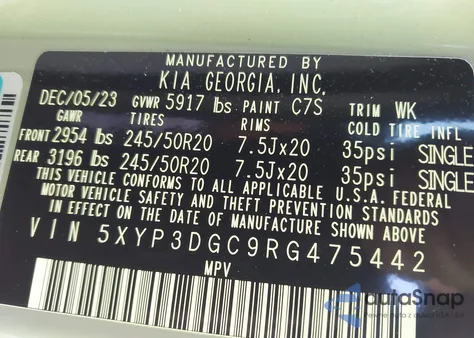 MANUFACTURED BY
KIA GEORGIA, INC.
DEC/05/23 GVWR 5917 lbs PAINT C7S TRIM WK
GAWR TIRES RIMS COLD TIRE INFL
FRONT 2954 lbs 245/50R20 7.5Jx20 35psi SINGLE
REAR 3196 lbs 245/50R20 7.5Jx20 35psi SINGLE
THIS VEHICLE CONFORMS TO ALL APPLICABLE U.S.A. FEDERAL
MOTOR VEHICLE SAFETY AND THEFT PREVENTION STANDARDS
IN EFFECT ON THE DATE OF MANUFACTURE SHOWN ABOVE
VIN 5XYP3DGC9RG475442
MPV
autaSnap